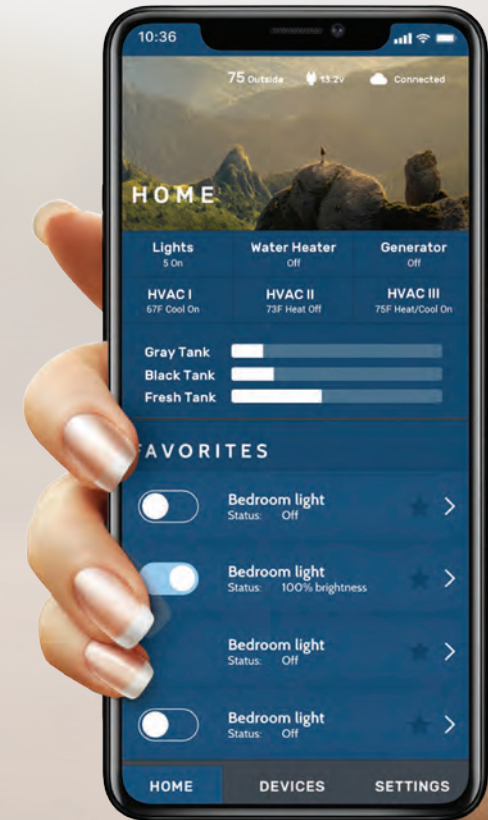 10:36
75 Outside 13.2v Connected
HOME
Lights Water Heater Generator
5 On Off Off
HVAC I HVAC II HVAC III
67F Cool On 73F Heat Off 75F Heat/Cool On
Gray Tank
Black Tank
Fresh Tank
AVORITES
Bedroom light
Status: Off
Bedroom light
Status: 100% brightness
Bedroom light
Status: Off
Bedroom light
Status: Off
HOME DEVICES SETTINGS